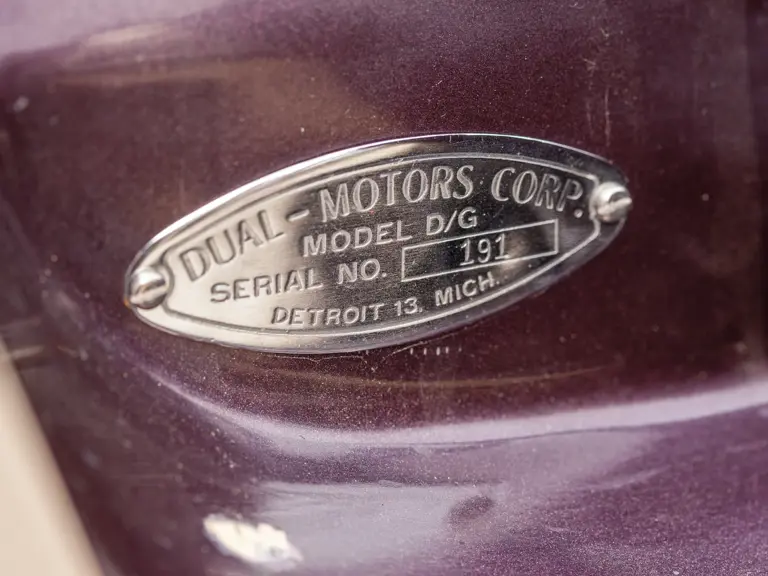 DUAL-MOTORS CORP.
MODEL D/G
SERIAL NO. 191
DETROIT 13, MICH.